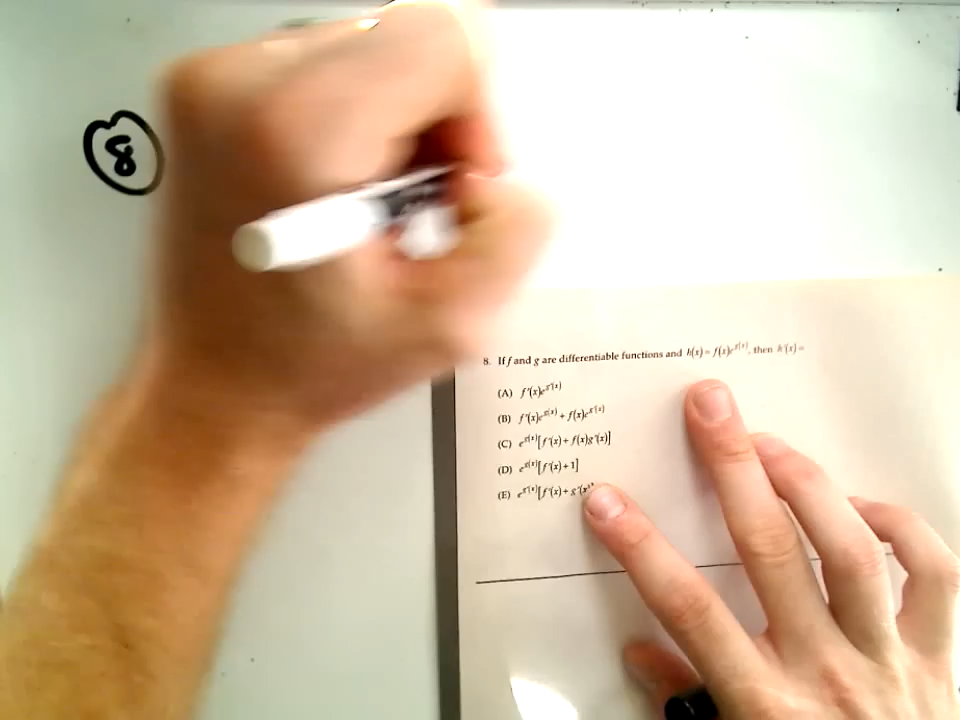 8
8. If f and g are differentiable functions and h(x) = f(x)e^{g(x)}, then h'(x) =
(A) f'(x)e^{g'(x)}
(B) f'(x)e^{g(x)} + f(x)e^{g'(x)}
(C) e^{g(x)}[f'(x) + f(x)g'(x)]
(D) e^{g(x)}[f'(x) + 1]
(E) e^{g'(x)}[f'(x) + g'(x)]